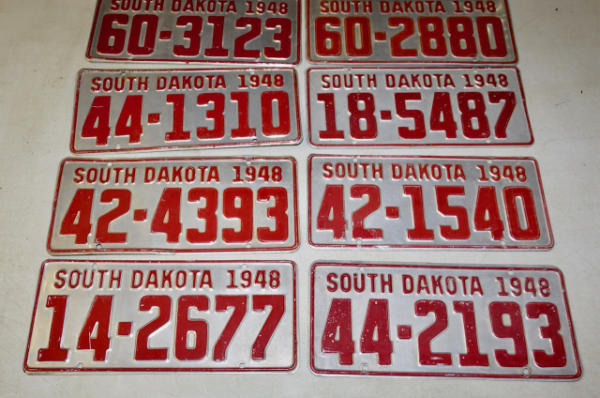 SOUTH DAKOTA 1948
60-3123
SOUTH DAKOTA 1948
60-2880
SOUTH DAKOTA 1948
44-1310
SOUTH DAKOTA 1948
18-5487
SOUTH DAKOTA 1948
42-4393
SOUTH DAKOTA 1948
42-1540
SOUTH DAKOTA 1948
14-2677
SOUTH DAKOTA 1948
44-2193